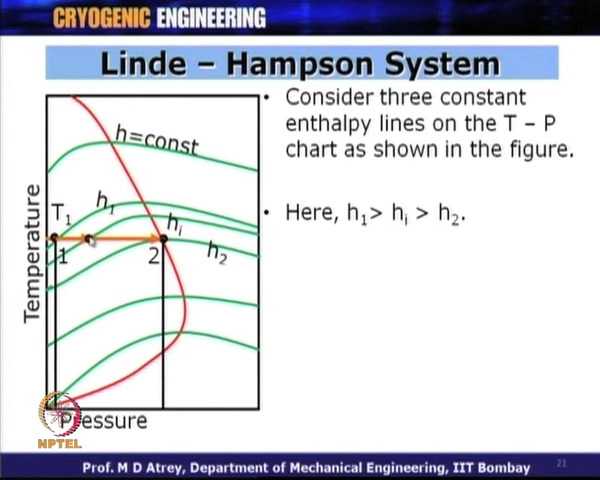 CRYOGENIC ENGINEERING
Linde – Hampson System
• Consider three constant
enthalpy lines on the T – P
chart as shown in the figure.
• Here, h₁> hᵢ > h₂.
h=const
T₁
h₁
hᵢ
1
2
h₂
Temperature
Pressure
NPTEL
Prof. M D Atrey, Department of Mechanical Engineering, IIT Bombay
21